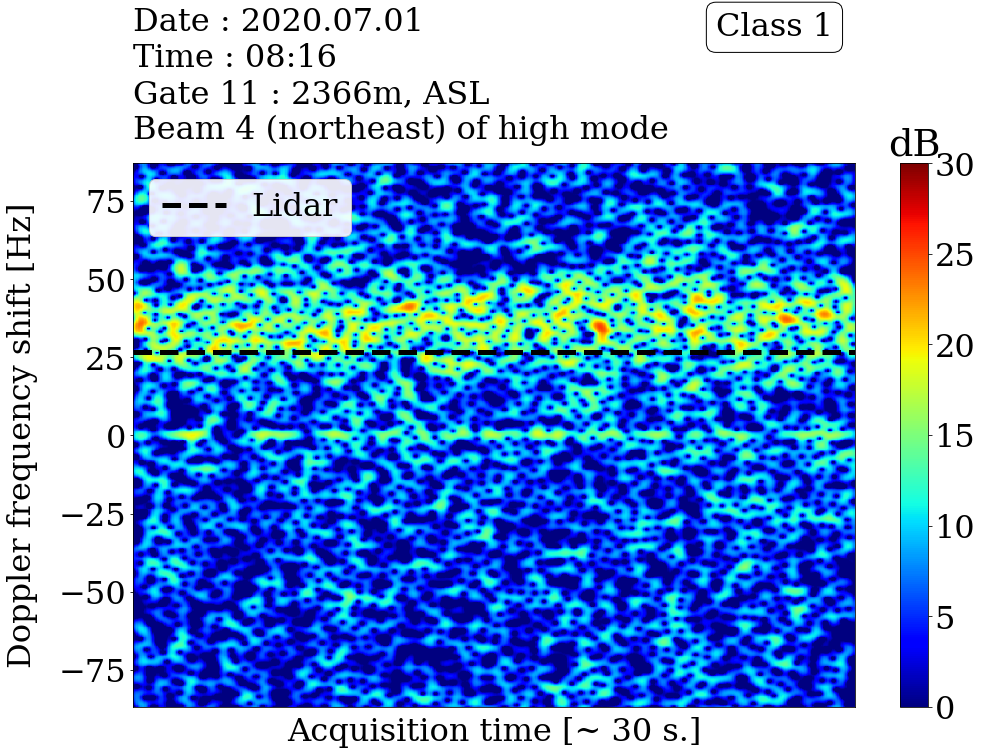 Date : 2020.07.01
Class 1
Time : 08:16
Gate 11 : 2366m, ASL
Beam 4 (northeast) of high mode
dB
Lidar
Doppler frequency shift [Hz]
75
50
25
0
−25
−50
−75
30
25
20
15
10
5
0
Acquisition time [~ 30 s.]